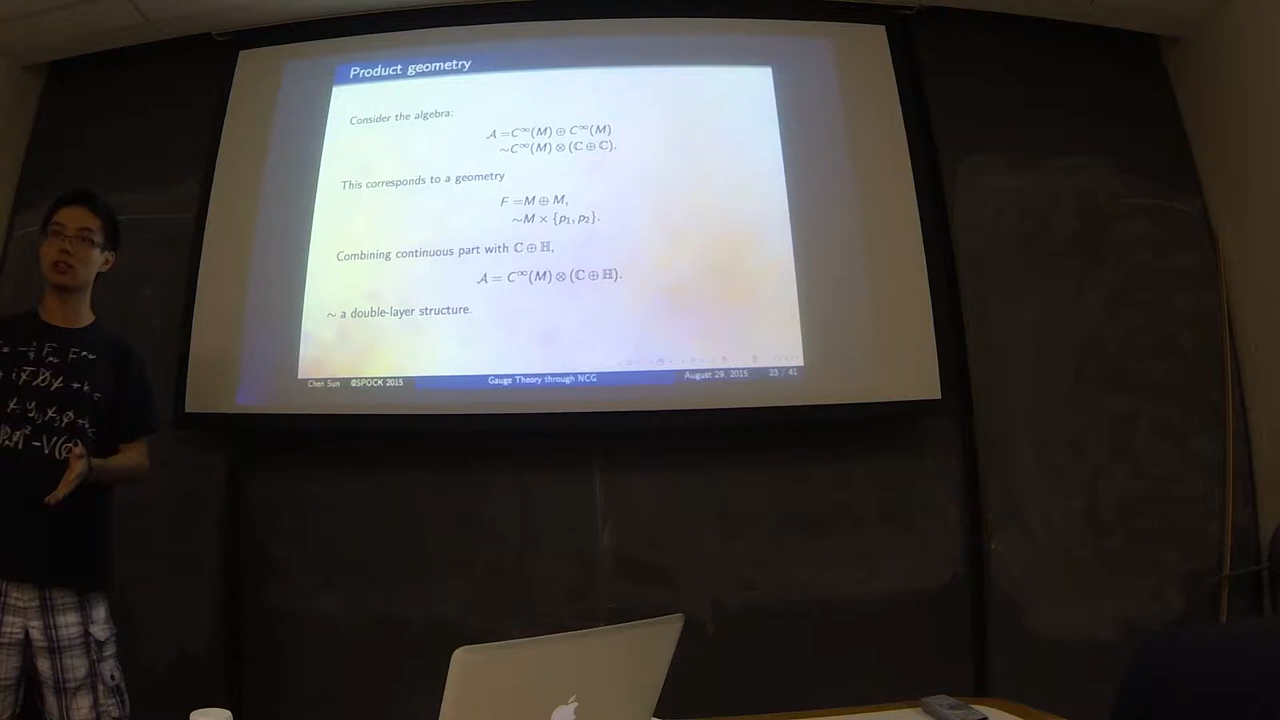 Product geometry
Consider the algebra:
𝒜 =C∞(M) ⊕ C∞(M)
∼C∞(M) ⊗ (ℂ ⊕ ℂ).
This corresponds to a geometry
F =M ⊕ M,
∼M × {p₁, p₂}.
Combining continuous part with ℂ ⊕ ℍ,
𝒜 = C∞(M) ⊗ (ℂ ⊕ ℍ).
∼ a double-layer structure.
Chen Sun @SPOCK 2015 Gauge Theory through NCG August 29, 2015 23 / 41